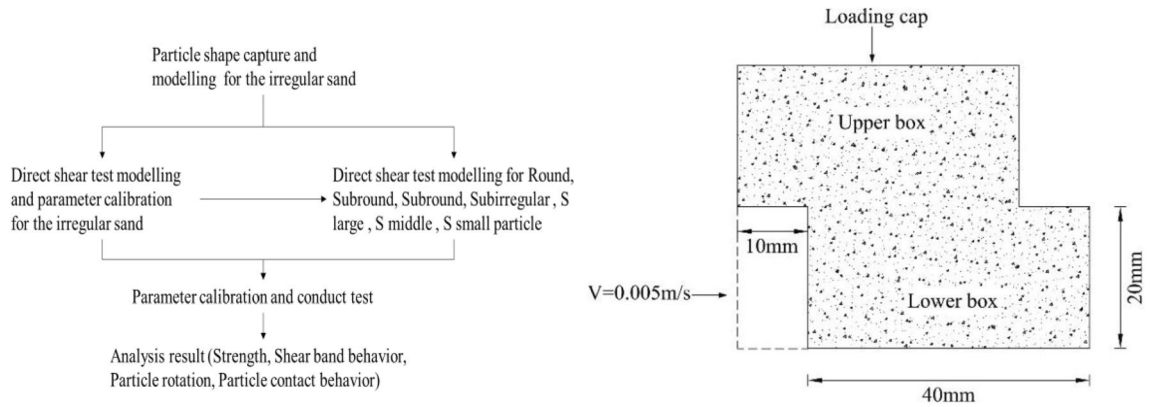 Particle shape capture and
modelling for the irregular sand
Direct shear test modelling
and parameter calibration
for the irregular sand
Direct shear test modelling for Round,
Subround, Subround, Subirregular , S
large , S middle , S small particle
Parameter calibration and conduct test
Analysis result (Strength, Shear band behavior,
Particle rotation, Particle contact behavior)
Loading cap
Upper box
10mm
V=0.005m/s
Lower box
20mm
40mm